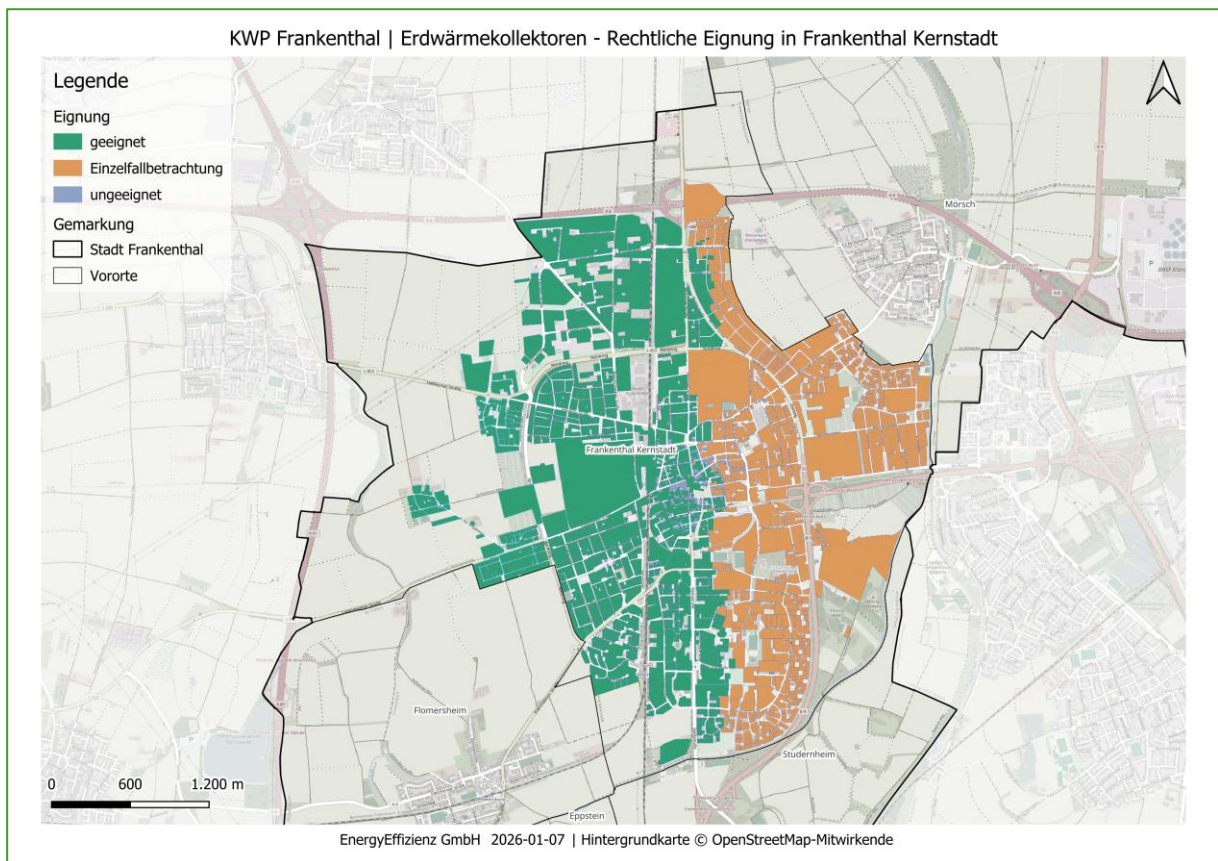 KWP Frankenthal | Erdwärmekollektoren - Rechtliche Eignung in Frankenthal Kernstadt
Legende
Eignung
geeignet
Einzelfallbetrachtung
ungeeignet
Gemarkung
Stadt Frankenthal
Vororte
Mörsch
Frankenthal Kernstadt
Flomersheim
Studernheim
Eppstein
0 600 1.200 m
EnergyEffizienz GmbH 2026-01-07 | Hintergrundkarte © OpenStreetMap-Mitwirkende